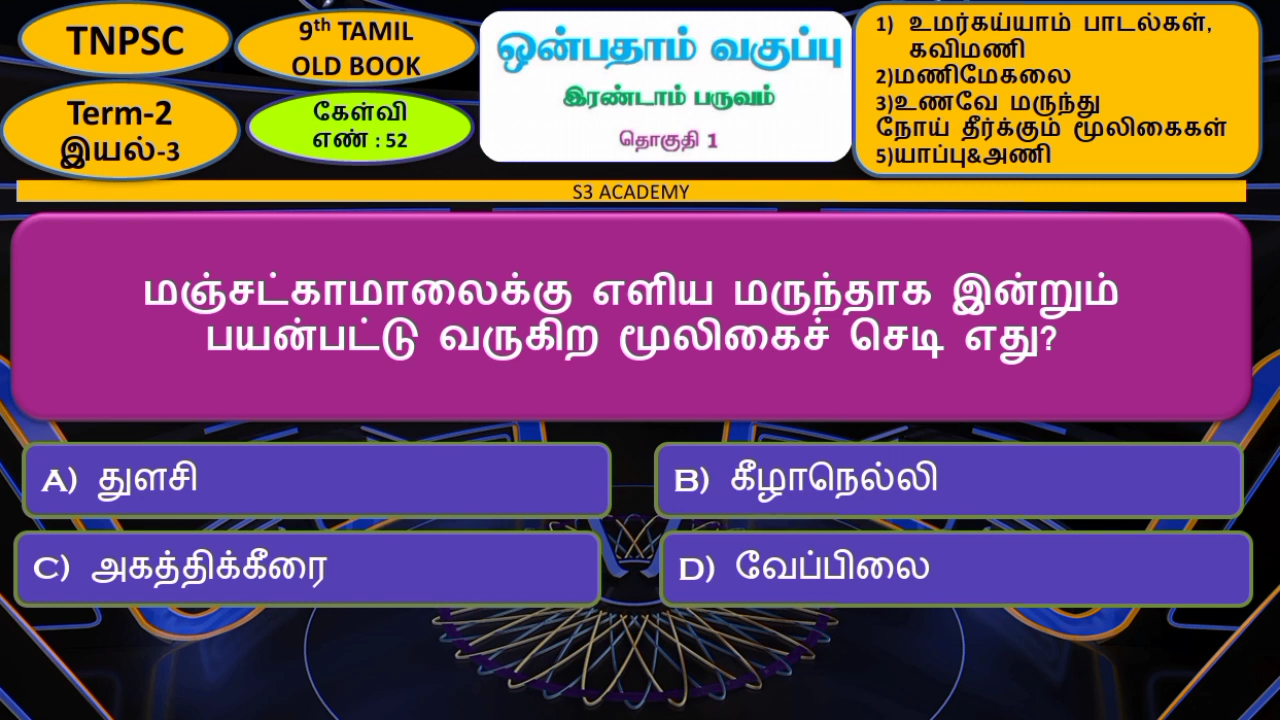 TNPSC
9th TAMIL
OLD BOOK
Term-2
இயல்-3
கேள்வி
எண் : 52
ஒன்பதாம் வகுப்பு
இரண்டாம் பருவம்
தொகுதி 1
1) உமர்கய்யாம் பாடல்கள்,
கவிமணி
2)மணிமேகலை
3)உணவே மருந்து
நோய் தீர்க்கும் மூலிகைகள்
5)யாப்பு&அணி
S3 ACADEMY
மஞ்சட்காமாலைக்கு எளிய மருந்தாக இன்றும்
பயன்பட்டு வருகிற மூலிகைச் செடி எது?
A) துளசி
B) கீழாநெல்லி
C) அகத்திக்கீரை
D) வேப்பிலை